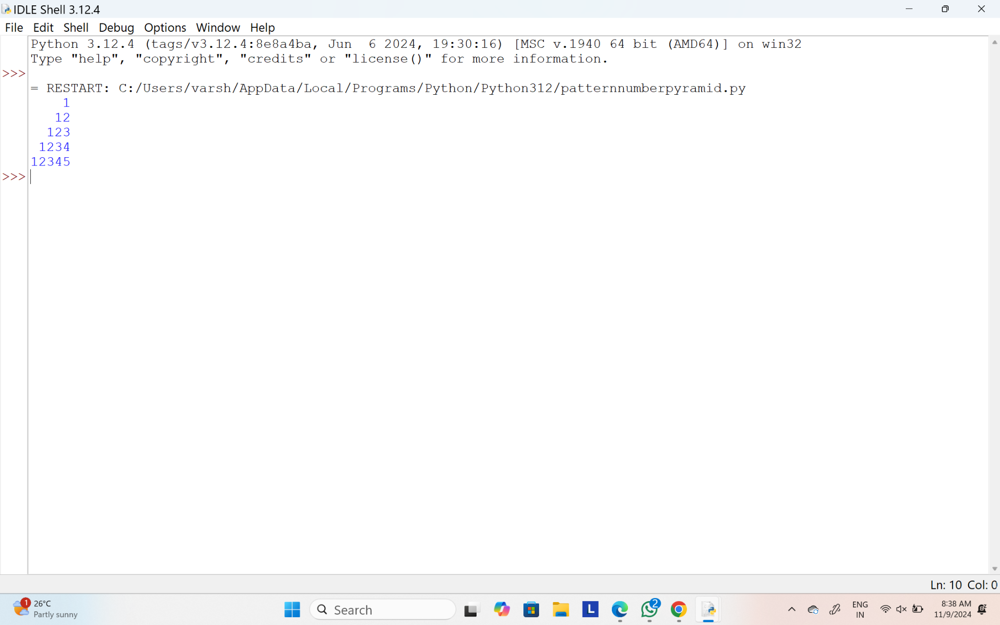 IDLE Shell 3.12.4
File Edit Shell Debug Options Window Help
Python 3.12.4 (tags/v3.12.4:8e8a4ba, Jun  6 2024, 19:30:16) [MSC v.1940 64 bit (AMD64)] on win32
Type "help", "copyright", "credits" or "license()" for more information.
>>>
= RESTART: C:/Users/varsh/AppData/Local/Programs/Python/Python312/patternnumberpyramid.py
    1
   12
  123
 1234
12345
>>>
Ln: 10 Col: 0
1 26°C
Partly sunny
Search
L
2
ENG
IN
8:38 AM
11/9/2024